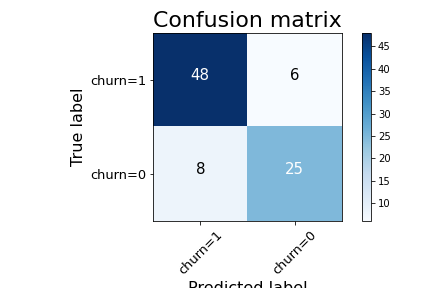 Confusion matrix
True label
churn=1
48
6
churn=0
8
25
churn=1
churn=0
Predicted label
45
40
35
30
25
20
15
10